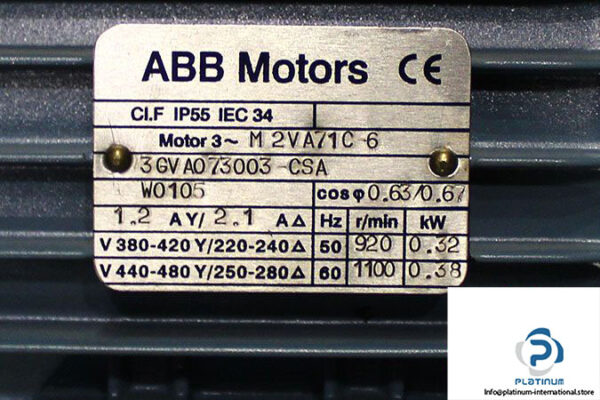 ABB Motors CE
Cl.F IP55 IEC 34
Motor 3~ M 2VA71C 6
3GVA073003-CSA
W0105 cosφ 0.63/0.67
1.2 A Y/ 2.1 A Δ Hz r/min kW
V 380-420 Y/220-240Δ 50 920 0.32
V 440-480 Y/250-280Δ 60 1100 0.38
P
PLATINUM
Info@platinum-international.store